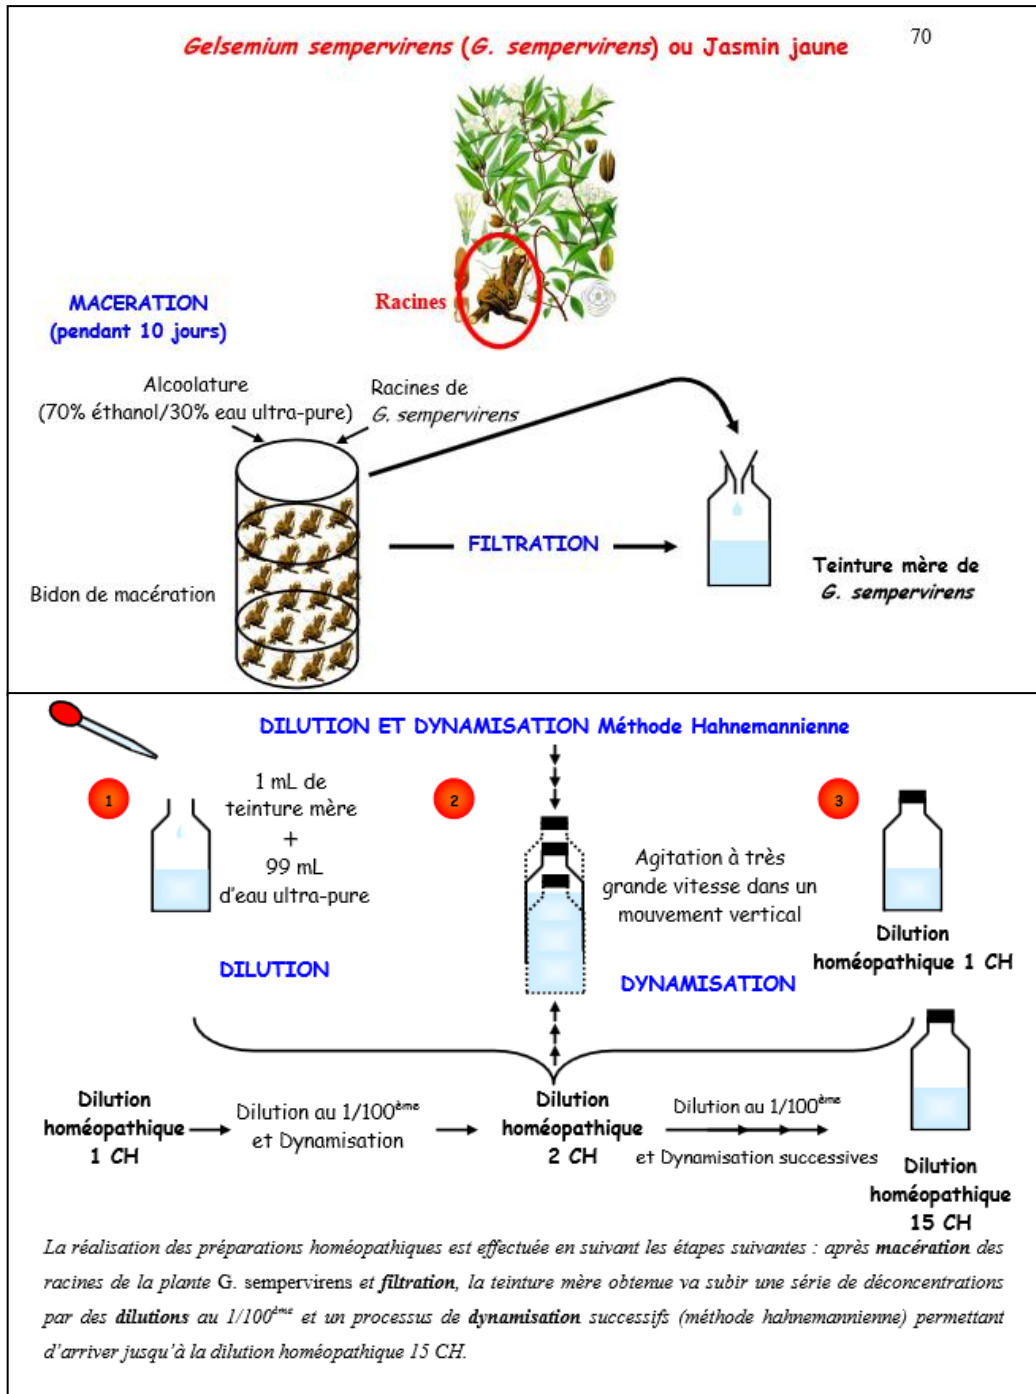 70
Gelsemium sempervirens (G. sempervirens) ou Jasmin jaune
Racines
MACERATION
(pendant 10 jours)
Alcoolature
(70% éthanol/30% eau ultra-pure)
Racines de
G. sempervirens
FILTRATION
Bidon de macération
Teinture mère de
G. sempervirens
DILUTION ET DYNAMISATION Méthode Hahnemannienne
1
1 mL de
teinture mère
+
99 mL
d'eau ultra-pure
2
Agitation à très
grande vitesse dans un
mouvement vertical
3
Dilution
homéopathique 1 CH
DILUTION
DYNAMISATION
Dilution
homéopathique
1 CH
Dilution au 1/100ème
et Dynamisation
Dilution
homéopathique
2 CH
Dilution au 1/100ème
et Dynamisation successives
Dilution
homéopathique
15 CH
La réalisation des préparations homéopathiques est effectuée en suivant les étapes suivantes : après macération des
racines de la plante G. sempervirens et filtration, la teinture mère obtenue va subir une série de déconcentrations
par des dilutions au 1/100ème et un processus de dynamisation successifs (méthode hahnemannienne) permettant
d'arriver jusqu'à la dilution homéopathique 15 CH.